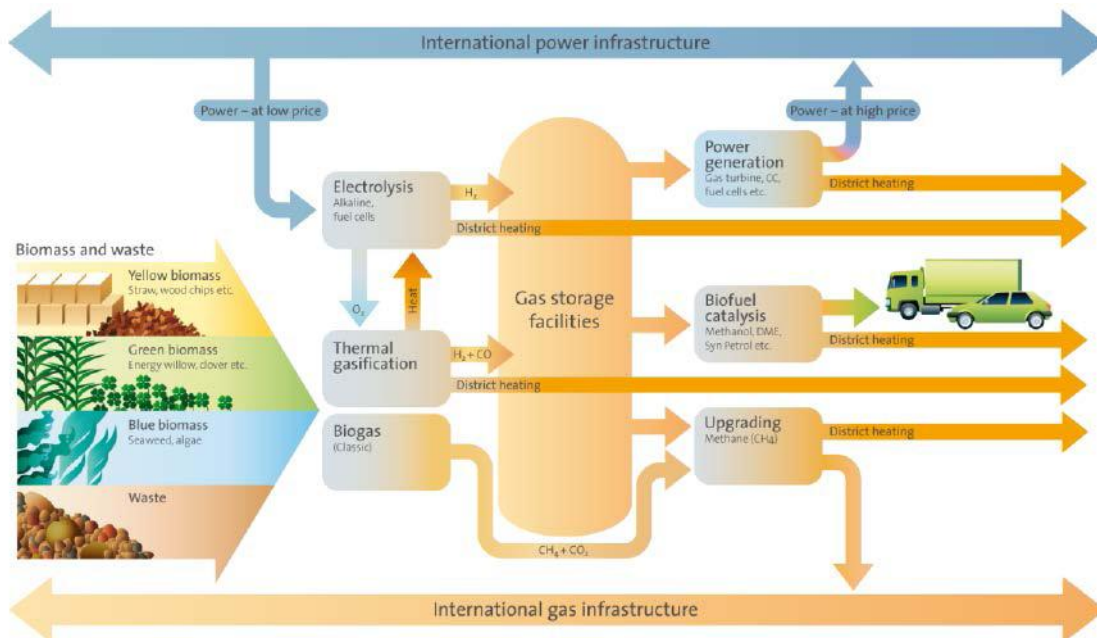 International power infrastructure
Power – at low price
Power – at high price
Power
generation
Gas turbine, CC,
fuel cells etc.
District heating
Electrolysis
Alkaline,
fuel cells
H₂
District heating
Biomass and waste
Yellow biomass
Straw, wood chips etc.
Green biomass
Energy willow, clover etc.
Blue biomass
Seaweed, algae
Waste
O₂
Heat
Gas storage
facilities
Biofuel
catalysis
Methanol, DME,
Syn Petrol etc.
District heating
Thermal
gasification
H₂ + CO
District heating
Biogas
(Classic)
Upgrading
Methane (CH4)
District heating
CH₄ + CO₂
International gas infrastructure